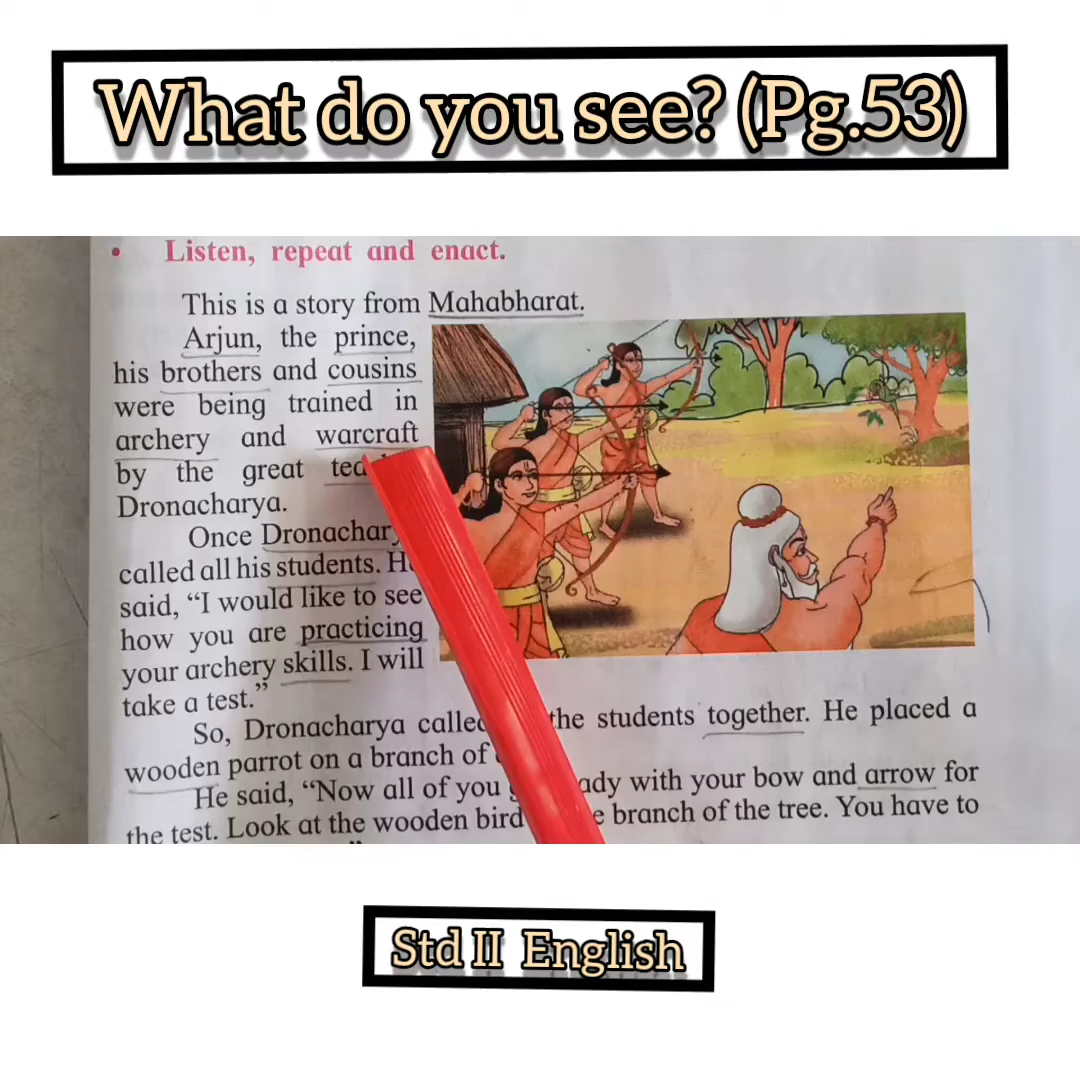 What do you see? (Pg.53)
• Listen, repeat and enact.
This is a story from Mahabharat.
Arjun, the prince,
his brothers and cousins
were being trained in
archery and warcraft
by the great
Dronacharya.
Once
called all his students.
said, “I would like to see
how you are practicing
your archery skills. I will
take a test.”
So, Dronacharya the students together. He placed a
wooden parrot on a branch of
He said, “Now all of you with your bow and arrow for
the test. Look at the wooden bird branch of the tree. You have to
Std II English